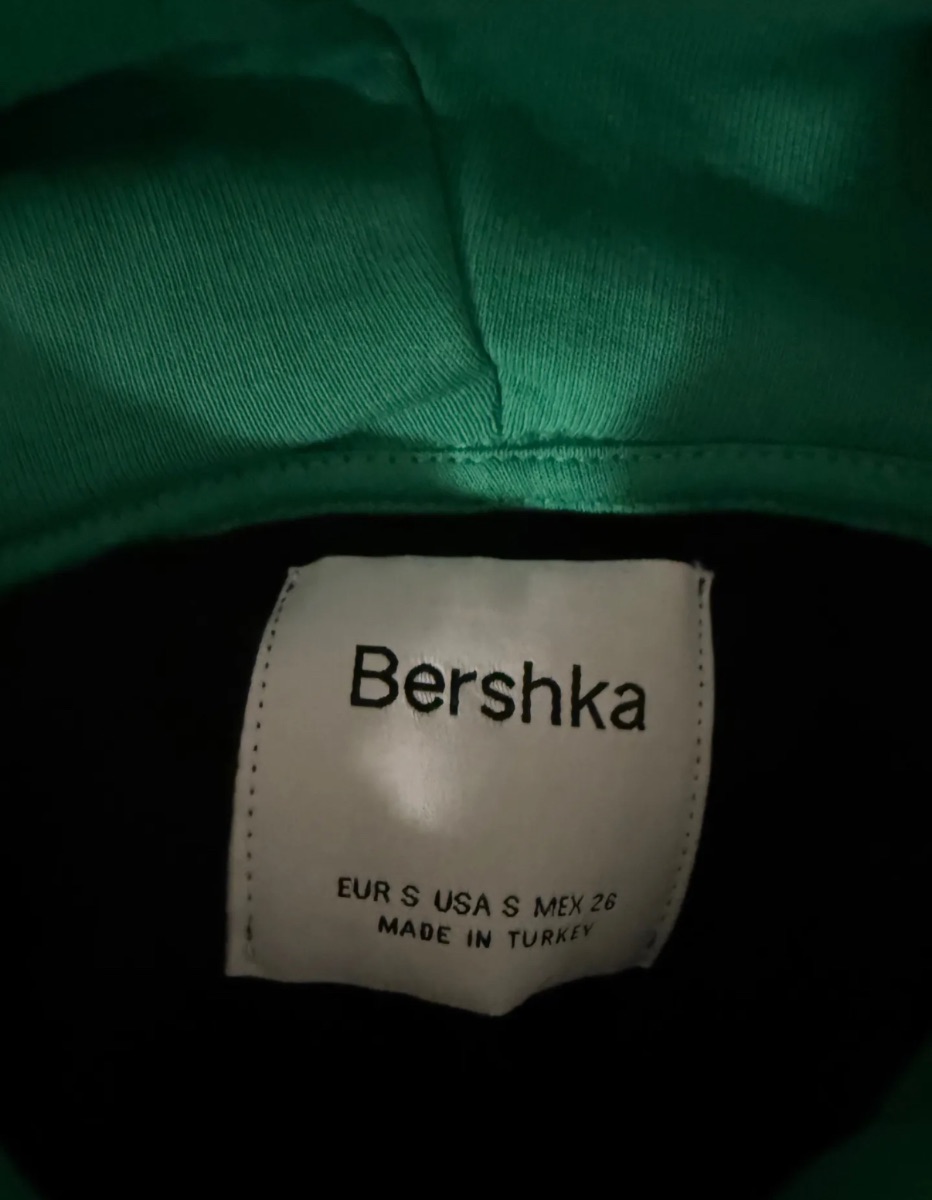 Bershka
EUR S USA S MEX 26
MADE IN TURKEY